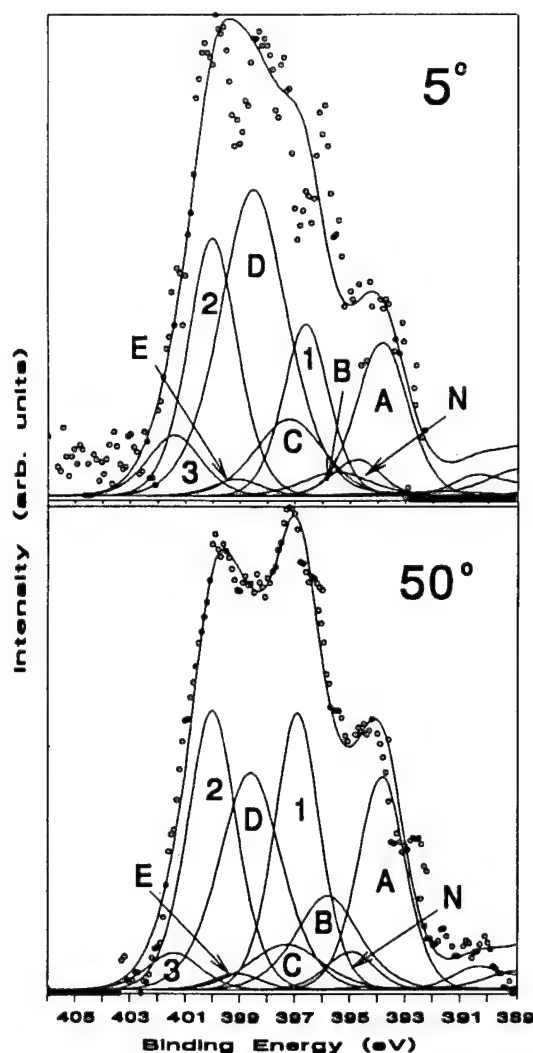 5°
2
D
E
1
B
A
N
C
3
50°
2
1
D
E
A
N
B
3
C
Intensity (arb. units)
405 403 401 399 397 395 393 391 389
Binding Energy (eV)